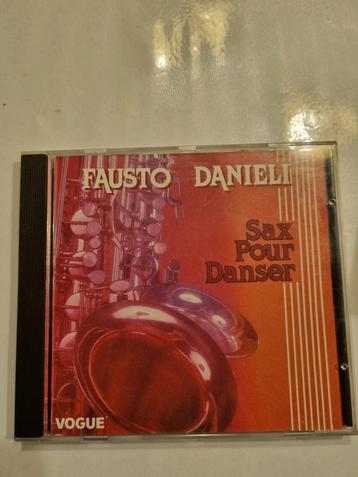 FAUSTO DANIELI
Sax
Pour
Danser
VOGUE